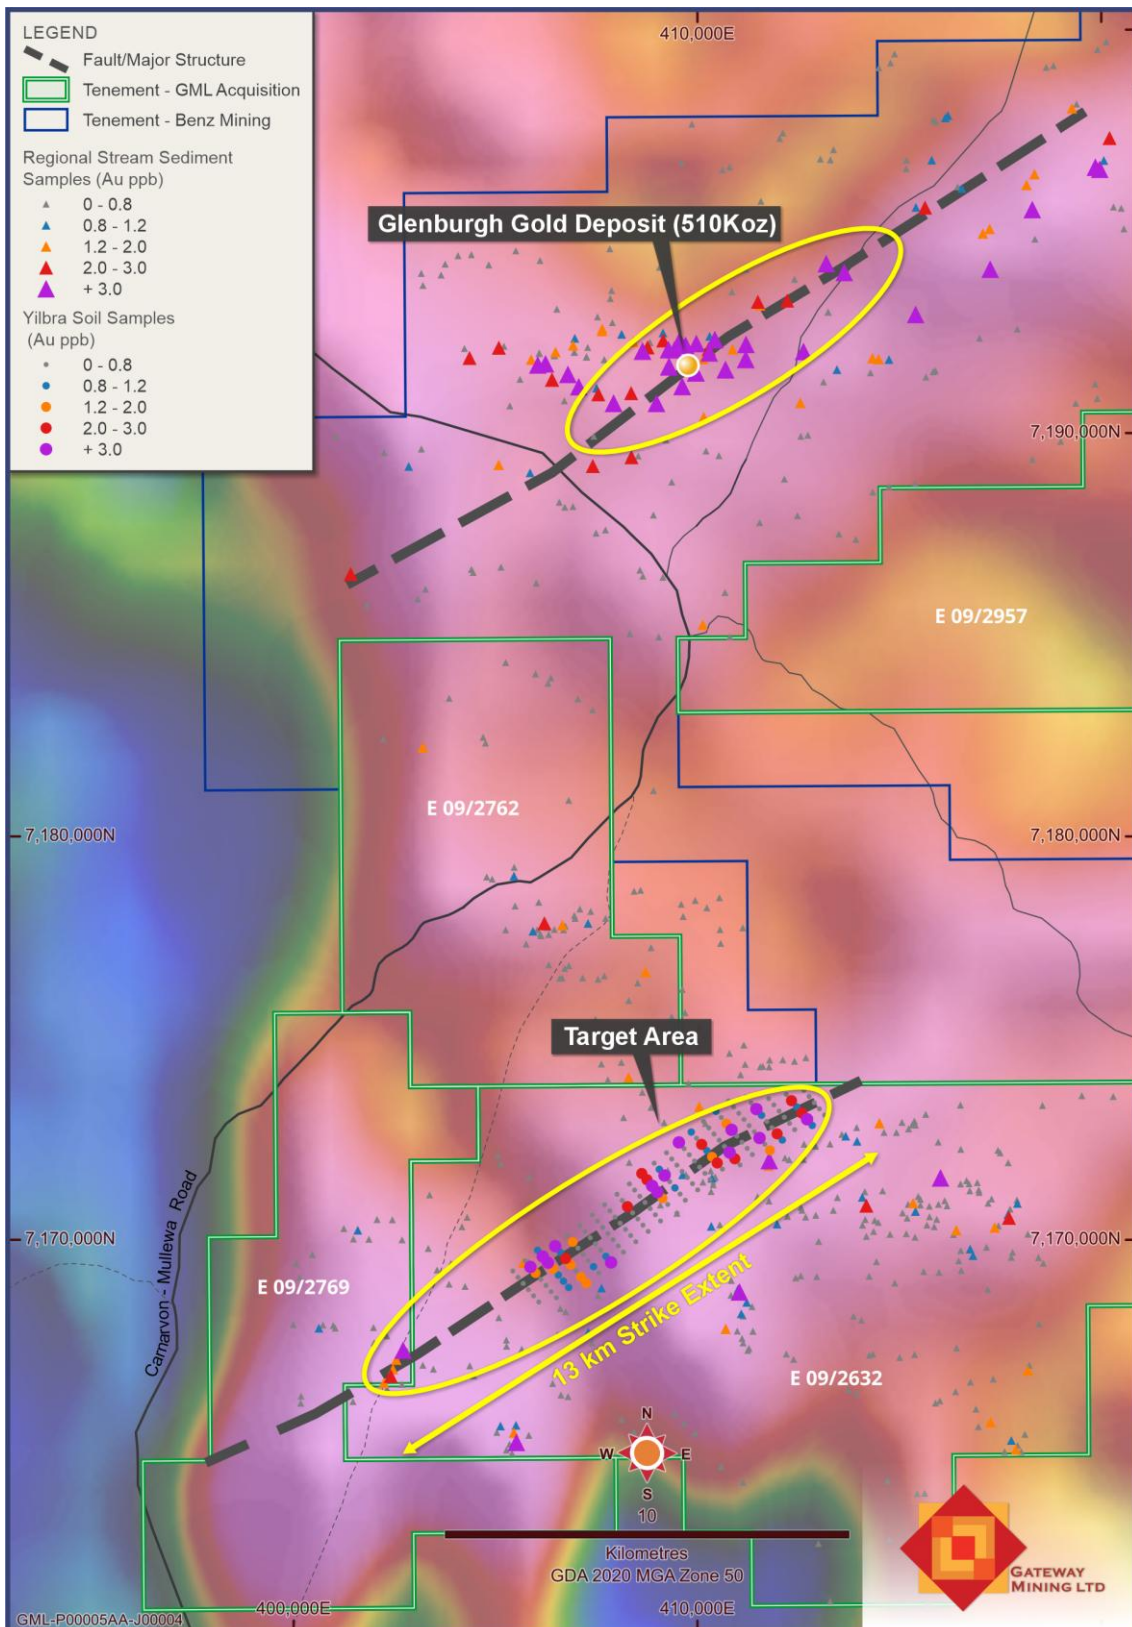 LEGEND
Fault/Major Structure
Tenement - GML Acquisition
Tenement - Benz Mining
Regional Stream Sediment
Samples (Au ppb)
0 - 0.8
0.8 - 1.2
1.2 - 2.0
2.0 - 3.0
+ 3.0
Yilbra Soil Samples
(Au ppb)
0 - 0.8
0.8 - 1.2
1.2 - 2.0
2.0 - 3.0
+ 3.0
410,000E
Glenburgh Gold Deposit (510Koz)
7,190,000N
E 09/2957
E 09/2762
7,180,000N
7,180,000N
Target Area
Carnarvon - Mullewa Road
7,170,000N
7,170,000N
E 09/2769
13 km Strike Extent
E 09/2632
N
W E
S
10
Kilometres
GDA 2020 MGA Zone 50
GATEWAY
MINING LTD
400,000E
410,000E
GML-P00005AA-J00004